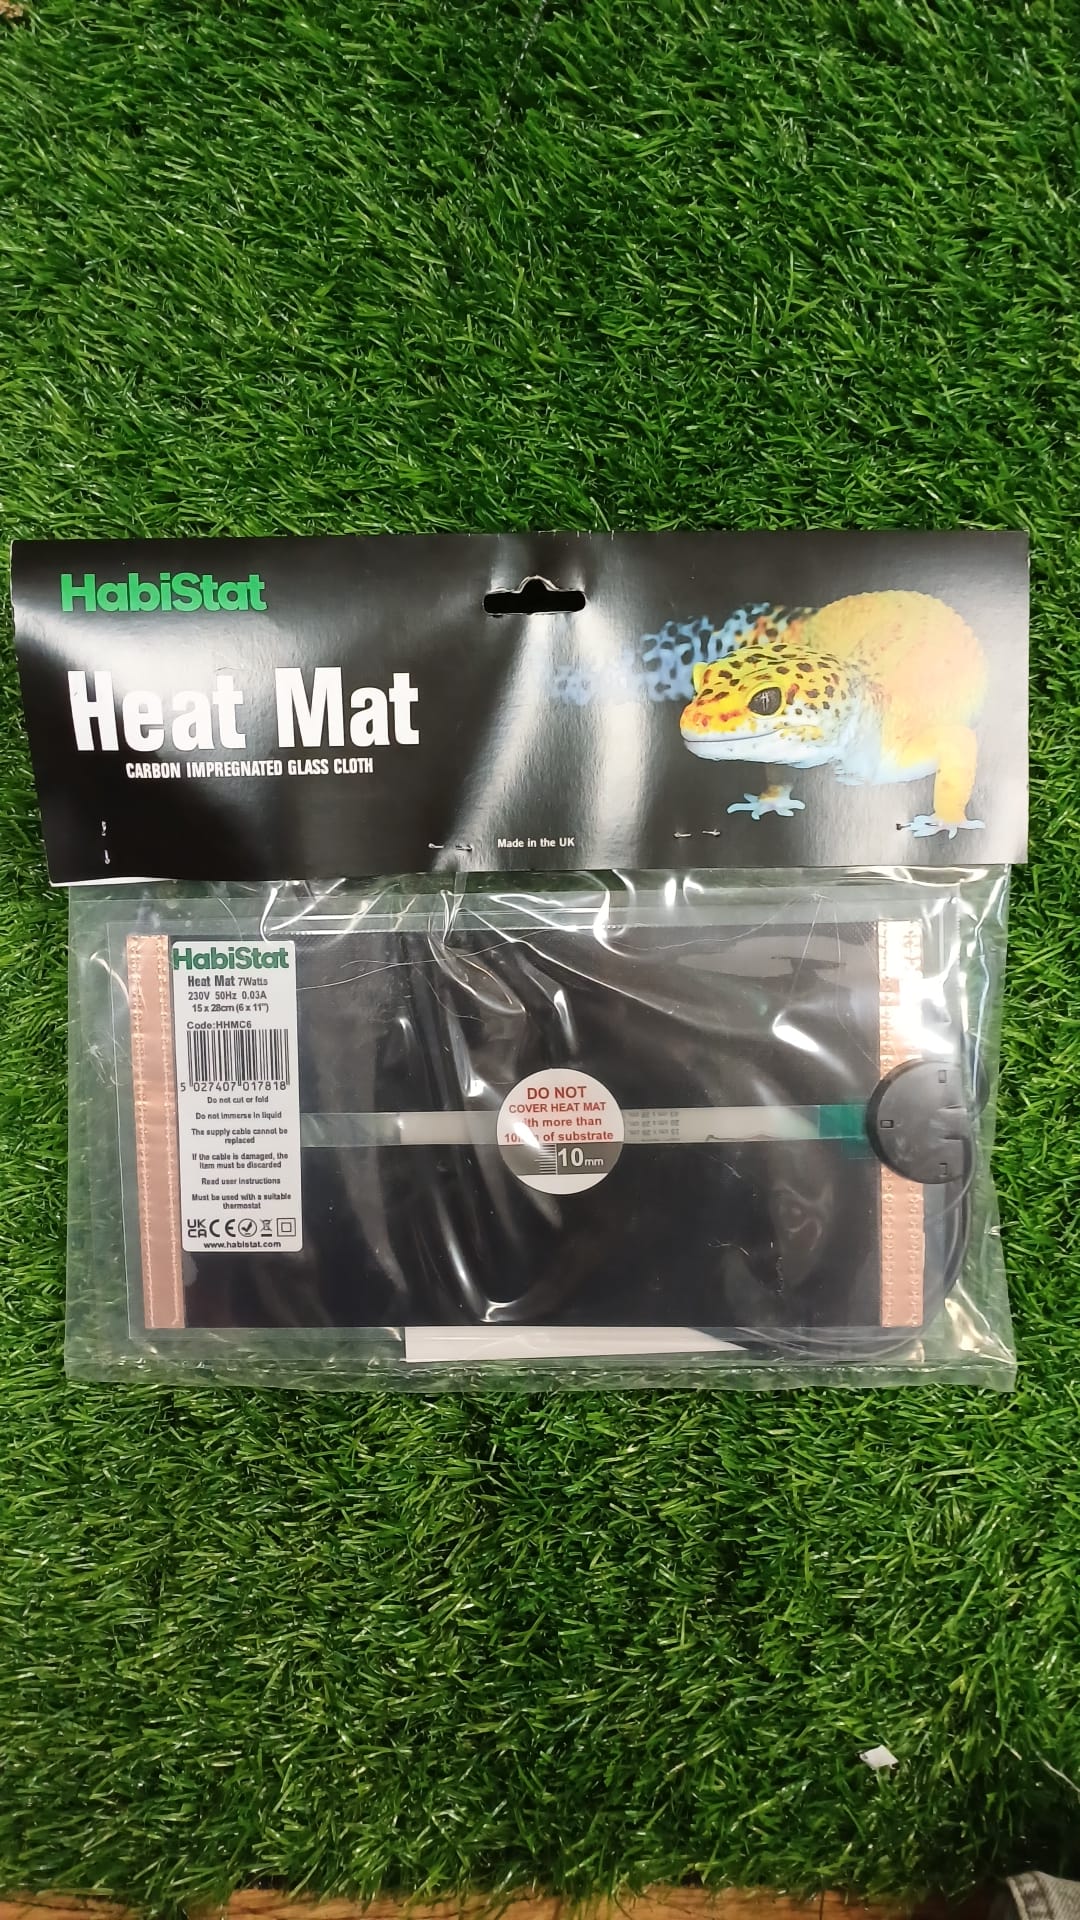 HabiStat
Heat Mat
CARBON IMPREGNATED GLASS CLOTH
Made in the UK
HabiStat
Heat Mat 7Watts
230V 50Hz 0.03A
15 x 28cm (6 x 11")
Code:HHMC6
5 027407 017818
Do not cut or fold
Do not immerse in liquid
The supply cable cannot be
replaced
If the cable is damaged, the
item must be discarded
Read user instructions
Must be used with a suitable
thermostat
UK
CA CE
www.habistat.com
DO NOT
COVER HEAT MAT
with more than
of substrate
10mm